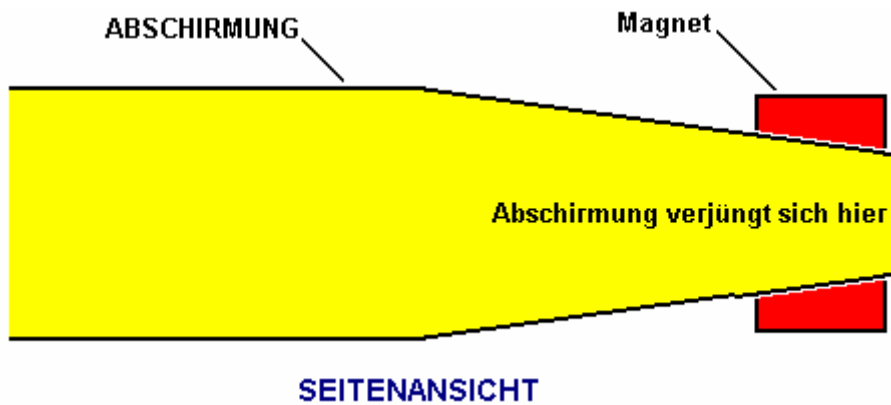 ABSCHIRMUNG
Magnet
Abschirmung verjüngt sich hier
SEITENANSICHT